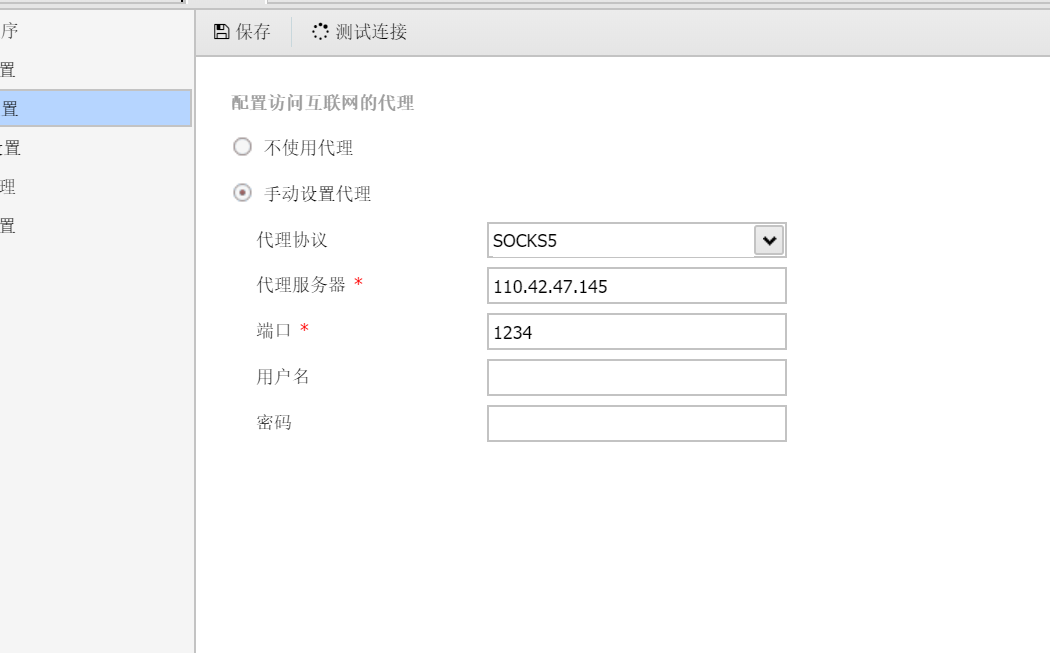 序
保存 测试连接
置
置
配置访问互联网的代理
不使用代理
置
理
手动设置代理
置
代理协议 SOCKS5
代理服务器 * 110.42.47.145
端口 * 1234
用户名
密码